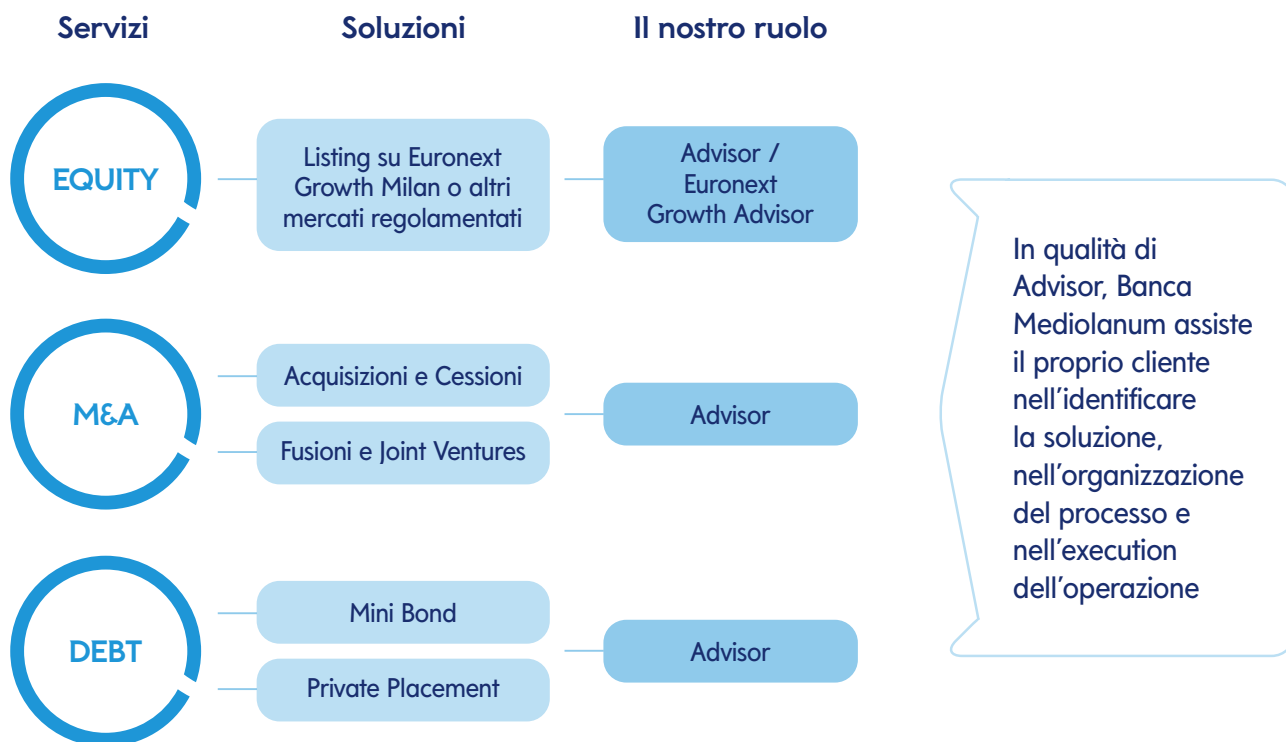 Servizi
Soluzioni
Il nostro ruolo
EQUITY
Listing su Euronext
Growth Milan o altri
mercati regolamentati
Advisor /
Euronext
Growth Advisor
M&A
Acquisizioni e Cessioni
Fusioni e Joint Ventures
Advisor
DEBT
Mini Bond
Private Placement
Advisor
In qualità di
Advisor, Banca
Mediolanum assiste
il proprio cliente
nell’identificare
la soluzione,
nell’organizzazione
del processo e
nell’execution
dell’operazione